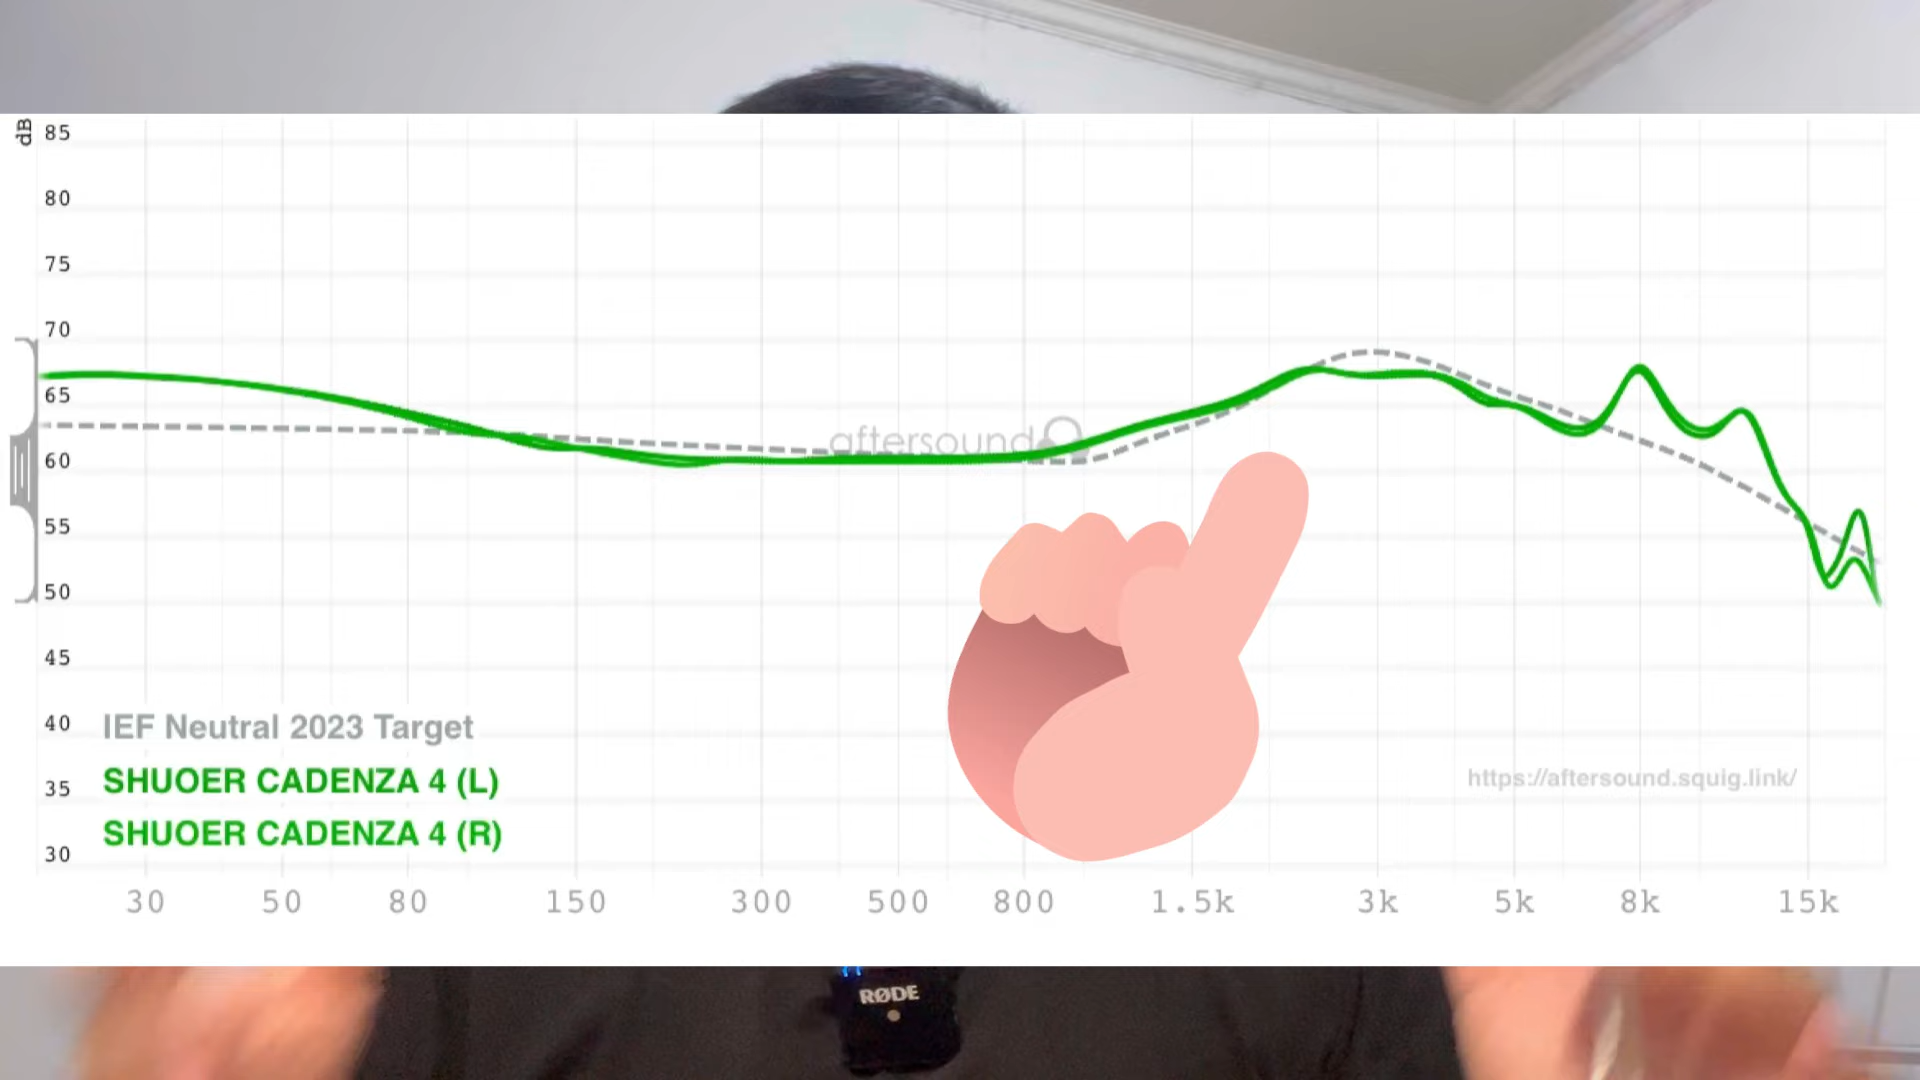 dB
85
80
75
70
65
60
55
50
45
40
35
30
aftersound
IEF Neutral 2023 Target
SHUOER CADENZA 4 (L)
SHUOER CADENZA 4 (R)
https://aftersound.squig.link/
30 50 80 150 300 500 800 1.5k 3k 5k 8k 15k
RØDE